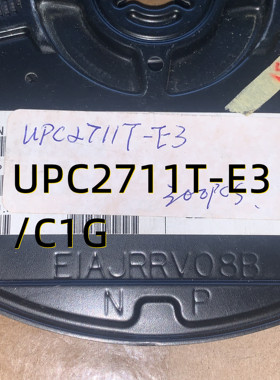 UPC2711T-E3
UPC2711T-E3
300PCS.
/C1G
EIAJRRV08B
N P